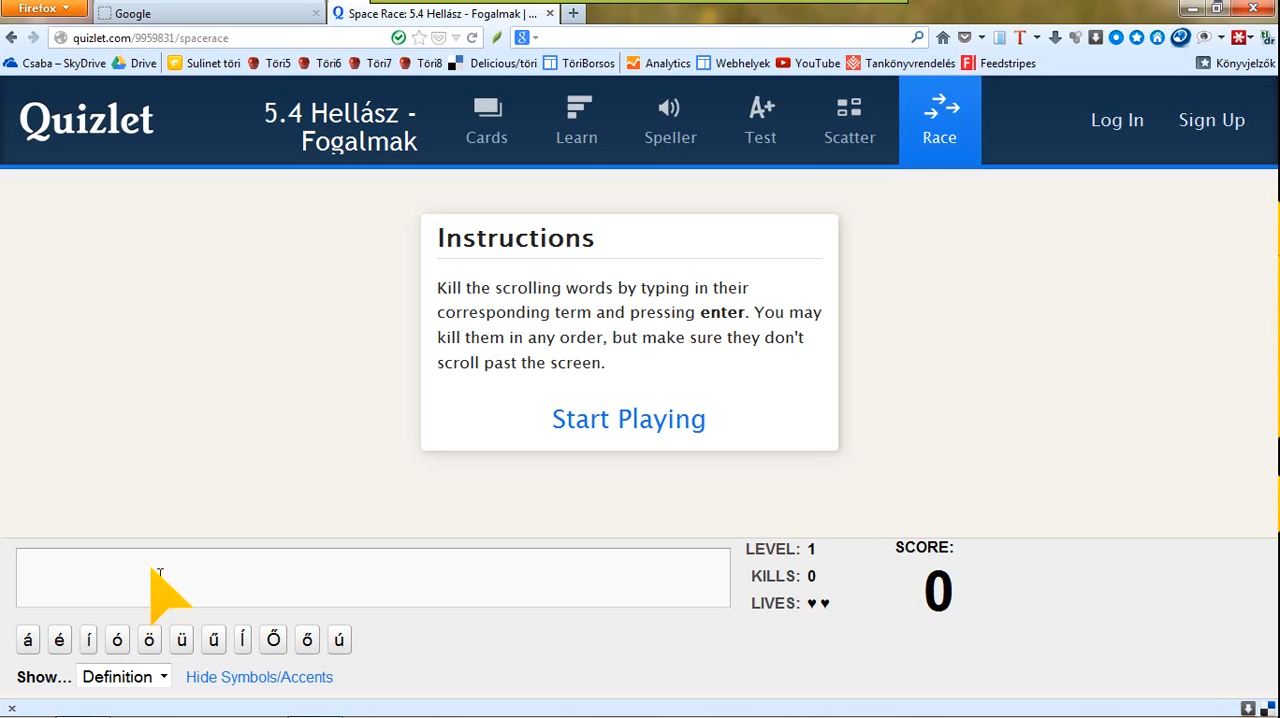 Firefox
Google
Space Race: 5.4 Hellász - Fogalmak | ...
quizlet.com/9959831/spacerace
Csaba – SkyDrive Drive Sulinet töri Töri5 Töri6 Töri7 Töri8 Delicious/töri TöriBorsos Analytics Webhelyek YouTube Tankönyvrendelés Feedstripes Könyvjelzők
Quizlet
5.4 Hellász -
Fogalmak
Cards
Learn
Speller
Test
Scatter
Race
Log In
Sign Up
Instructions
Kill the scrolling words by typing in their
corresponding term and pressing enter. You may
kill them in any order, but make sure they don't
scroll past the screen.
Start Playing
LEVEL: 1
KILLS: 0
LIVES: ♥♥
SCORE:
0
á é í ó ö ü ű Í Ő ő ú
Show... Definition Hide Symbols/Accents